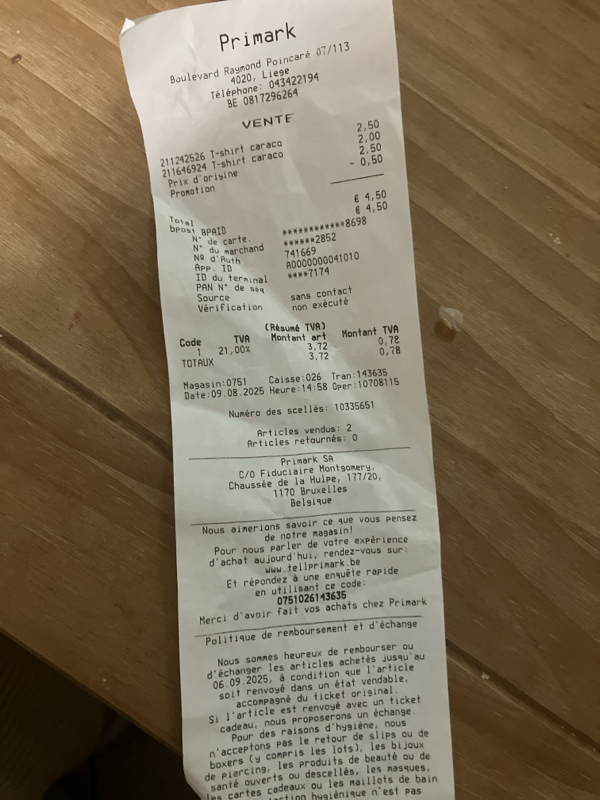 Primark
Boulevard Raymond Poincaré 07/113
4020, Liege
Téléphone: 043422194
BE 0817296264
VENTE
211242526 T-shirt caraco 2,50
211646924 T-shirt caraco 2,00
Prix d'origine 2,50
Promotion - 0,50
Total € 4,50
bpost BPAID € 4,50
N° de carte. ************8698
N° du marchand ******2852
Nº d'Auth 741669
App. ID A0000000041010
ID du terminal ****7174
PAN N° de séq
Source sans contact
Vérification non exécuté
(Résumé TVA)
Code TVA Montant art Montant TVA
1 21,00% 3,72 0,78
TOTAUX 3,72 0,78
Magasin:0751 Caisse:026 Tran:143635
Date:09.08.2025 Heure:14:58 Oper:10708115
Numéro des scellés: 10335651
Articles vendus: 2
Articles retournés: 0
Primark SA
C/O Fiduciaire Montgomery,
Chaussée de la Hulpe, 177/20,
1170 Bruxelles
Belgique
Nous aimerions savoir ce que vous pensez
de notre magasin!
Pour nous parler de votre expérience
d'achat aujourd'hui, rendez-vous sur:
www.tellprimark.be
Et répondez à une enquête rapide
en utilisant ce code:
0751026143635
Merci d'avoir fait vos achats chez Primark
Politique de remboursement et d'échange
Nous sommes heureux de rembourser ou
d'échanger les articles achetés jusqu'au
06.09.2025, à condition que l'article
soit renvoyé dans un état vendable,
accompagné du ticket original.
Si l'article est renvoyé avec un ticket
cadeau, nous proposerons un échange.
Pour des raisons d'hygiène, nous
n'acceptons pas le retour de slips ou de
boxers (y compris les lots), les bijoux
de piercing, les produits de beauté ou de
santé ouverts ou descellés, les masques,
les cartes cadeaux ou les maillots de bain
hygiénique n'est pas